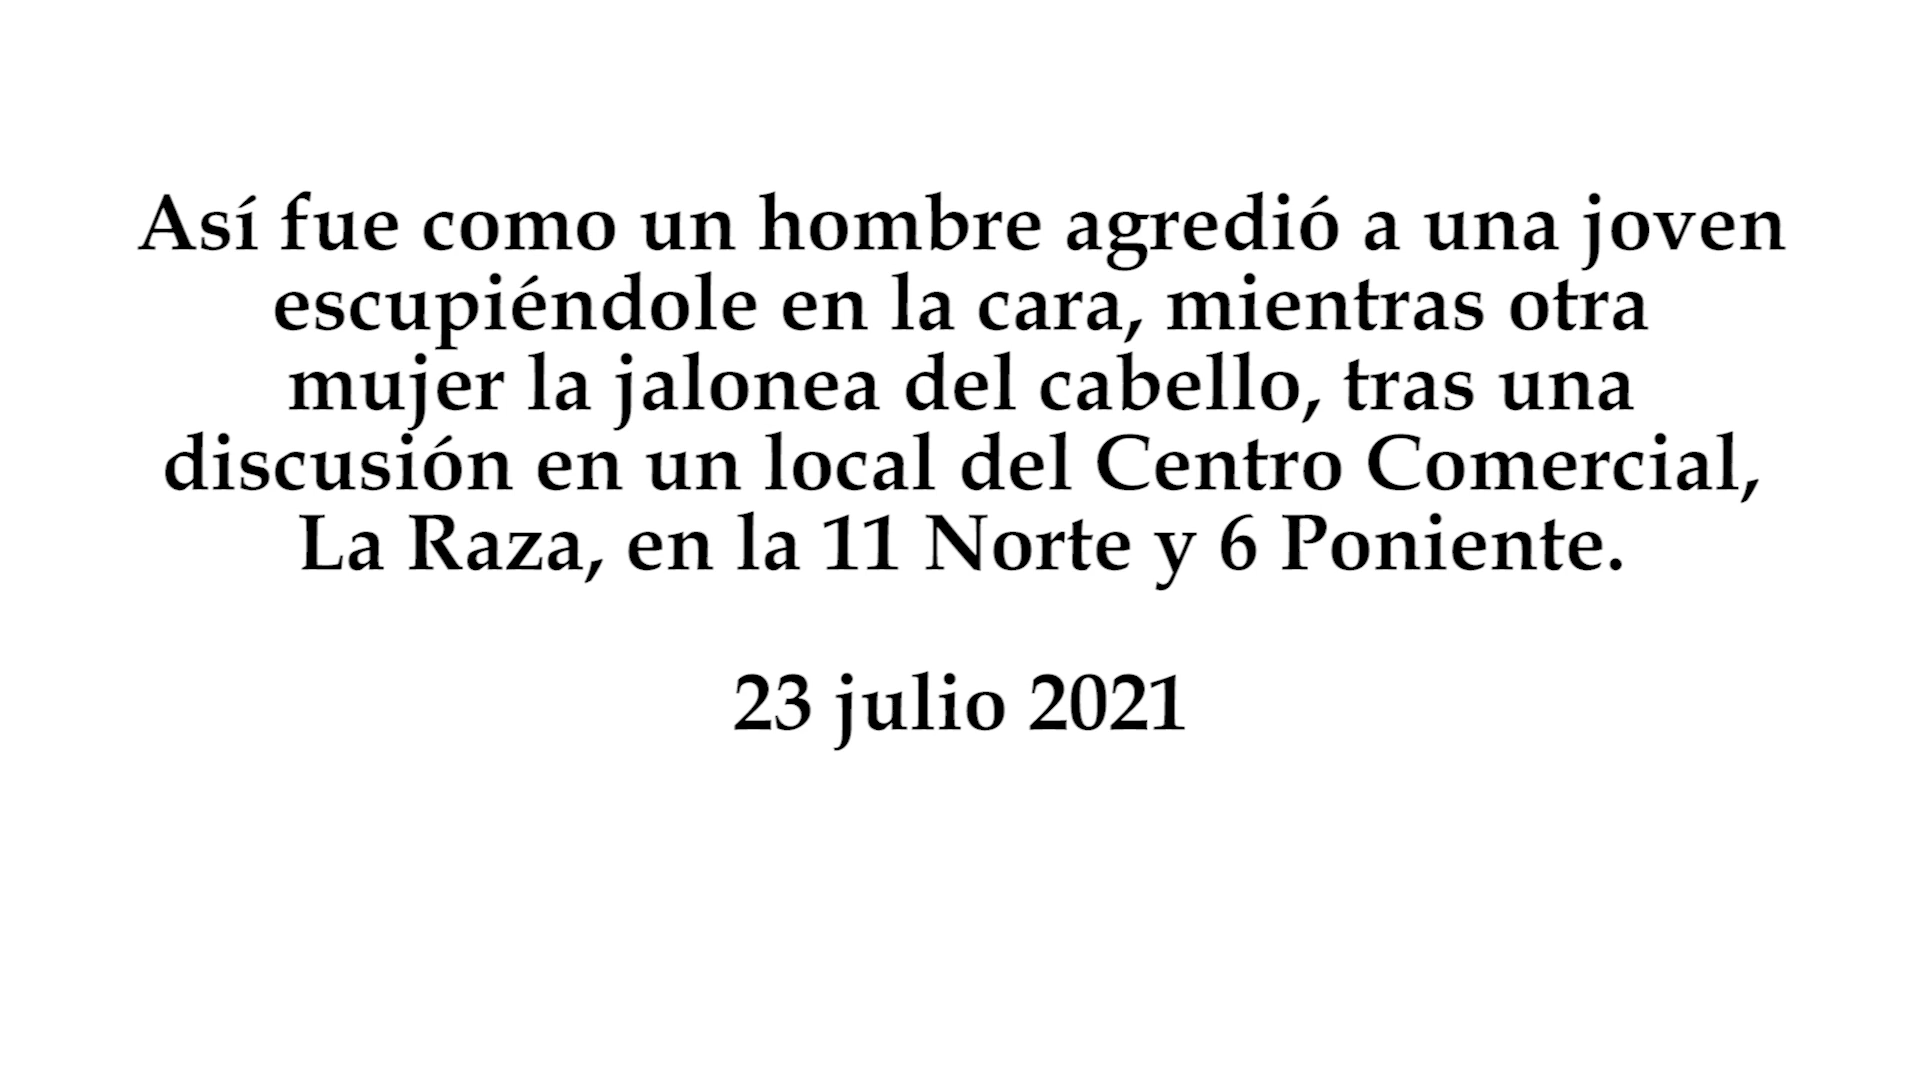 Así fue como un hombre agredió a una joven
escupiéndole en la cara, mientras otra
mujer la jalonea del cabello, tras una
discusión en un local del Centro Comercial,
La Raza, en la 11 Norte y 6 Poniente.
23 julio 2021